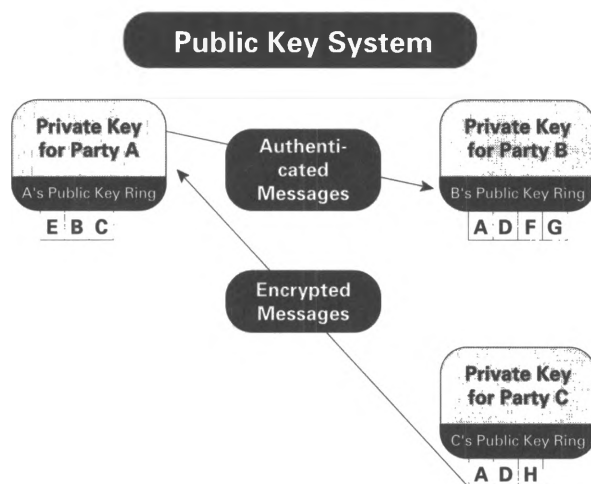 Public Key System
Private Key
for Party A
A's Public Key Ring
E B C
Authenti-
cated
Messages
Private Key
for Party B
B's Public Key Ring
A D F G
Encrypted
Messages
Private Key
for Party C
C's Public Key Ring
A D H